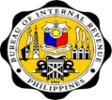 BUREAU OF INTERNAL REVENUE
PHILIPPINES